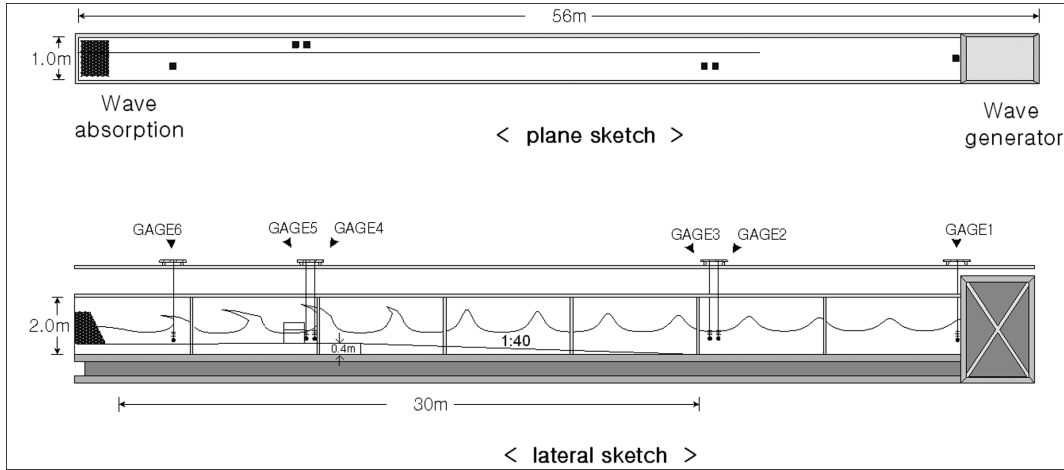 56m
1.0m
Wave
absorption
Wave
generator
< plane sketch >
GAGE6
GAGE5
GAGE4
GAGE3
GAGE2
GAGE1
2.0m
0.4m
1:40
30m
< lateral sketch >